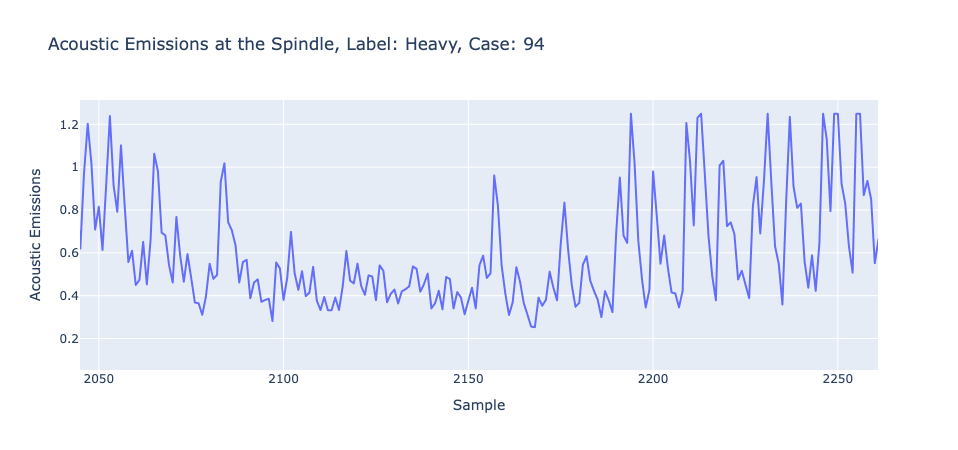 Acoustic Emissions at the Spindle, Label: Heavy, Case: 94
Acoustic Emissions
1.2
1
0.8
0.6
0.4
0.2
2050 2100 2150 2200 2250
Sample